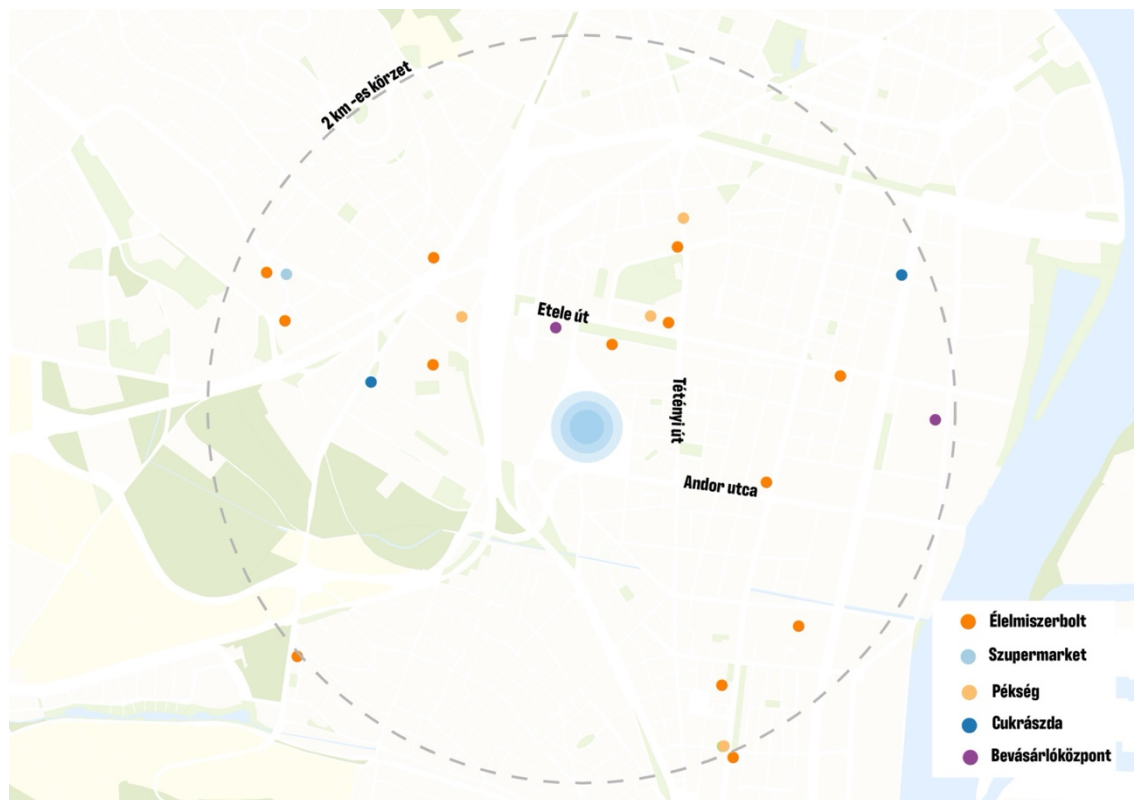 2 km -es körzet
Etele út
Tétényi út
Andor utca
Élelmiszerbolt
Szupermarket
Pékség
Cukrászda
Bevásárlóközpont